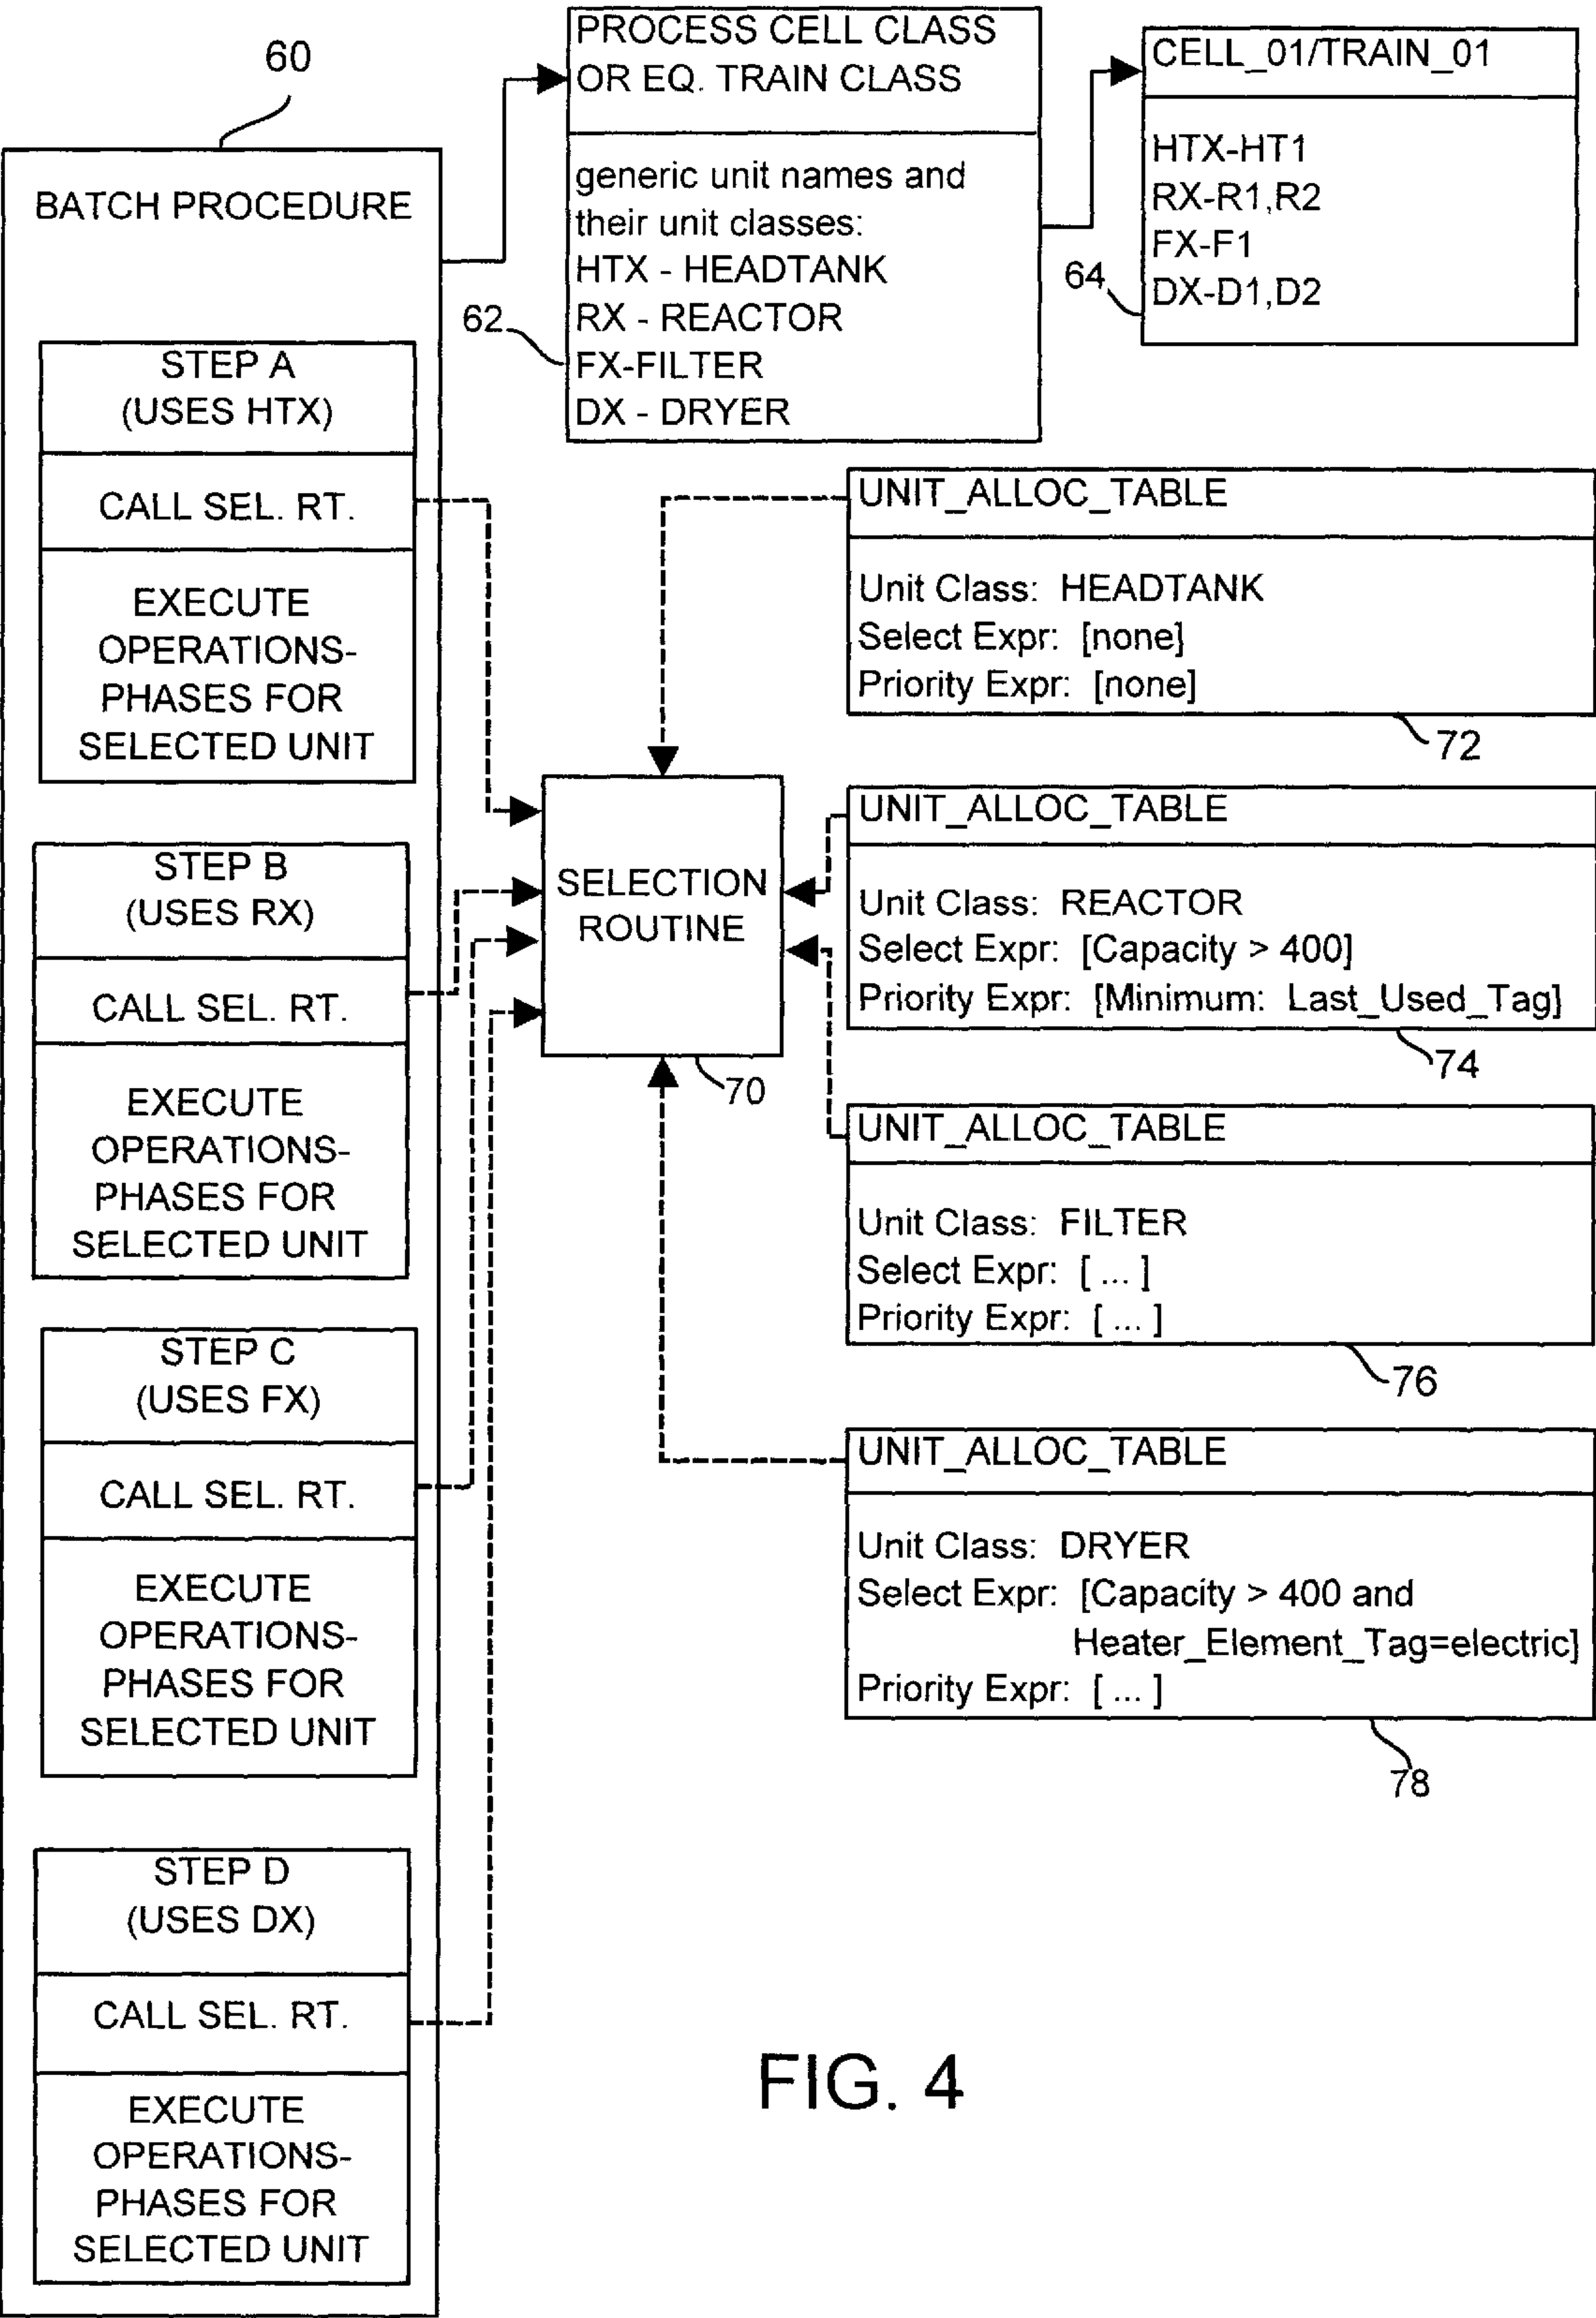 60
BATCH PROCEDURE
STEP A
(USES HTX)
CALL SEL. RT.
EXECUTE
OPERATIONS-
PHASES FOR
SELECTED UNIT
STEP B
(USES RX)
CALL SEL. RT.
EXECUTE
OPERATIONS-
PHASES FOR
SELECTED UNIT
STEP C
(USES FX)
CALL SEL. RT.
EXECUTE
OPERATIONS-
PHASES FOR
SELECTED UNIT
STEP D
(USES DX)
CALL SEL. RT.
EXECUTE
OPERATIONS-
PHASES FOR
SELECTED UNIT
PROCESS CELL CLASS
OR EQ. TRAIN CLASS
generic unit names and
their unit classes:
HTX - HEADTANK
RX - REACTOR
FX-FILTER
DX - DRYER
62
CELL_01/TRAIN_01
HTX-HT1
RX-R1,R2
FX-F1
DX-D1,D2
64
SELECTION
ROUTINE
70
UNIT_ALLOC_TABLE
Unit Class: HEADTANK
Select Expr: [none]
Priority Expr: [none]
72
UNIT_ALLOC_TABLE
Unit Class: REACTOR
Select Expr: [Capacity > 400]
Priority Expr: [Minimum: Last_Used_Tag]
74
UNIT_ALLOC_TABLE
Unit Class: FILTER
Select Expr: [ ... ]
Priority Expr: [ ... ]
76
UNIT_ALLOC_TABLE
Unit Class: DRYER
Select Expr: [Capacity > 400 and
Heater_Element_Tag=electric]
Priority Expr: [ ... ]
78
FIG. 4